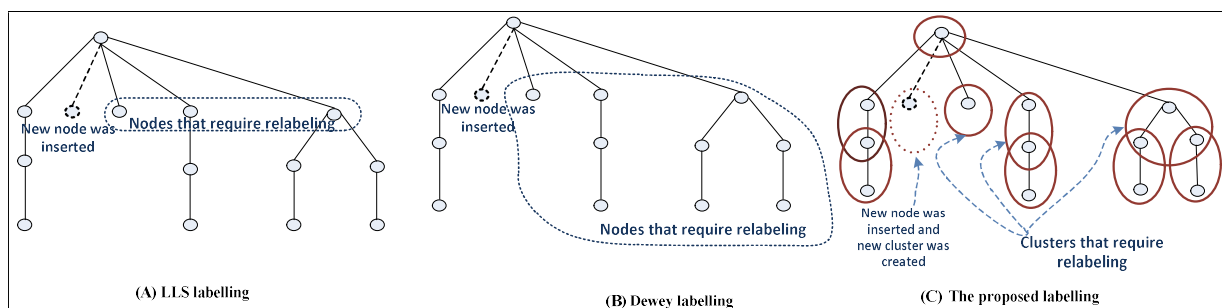 New node was
inserted
Nodes that require relabeling
(A) LLS labelling
New node was
inserted
Nodes that require relabeling
(B) Dewey labelling
New node was
inserted and
new cluster was
created
Clusters that require
relabeling
(C) The proposed labelling